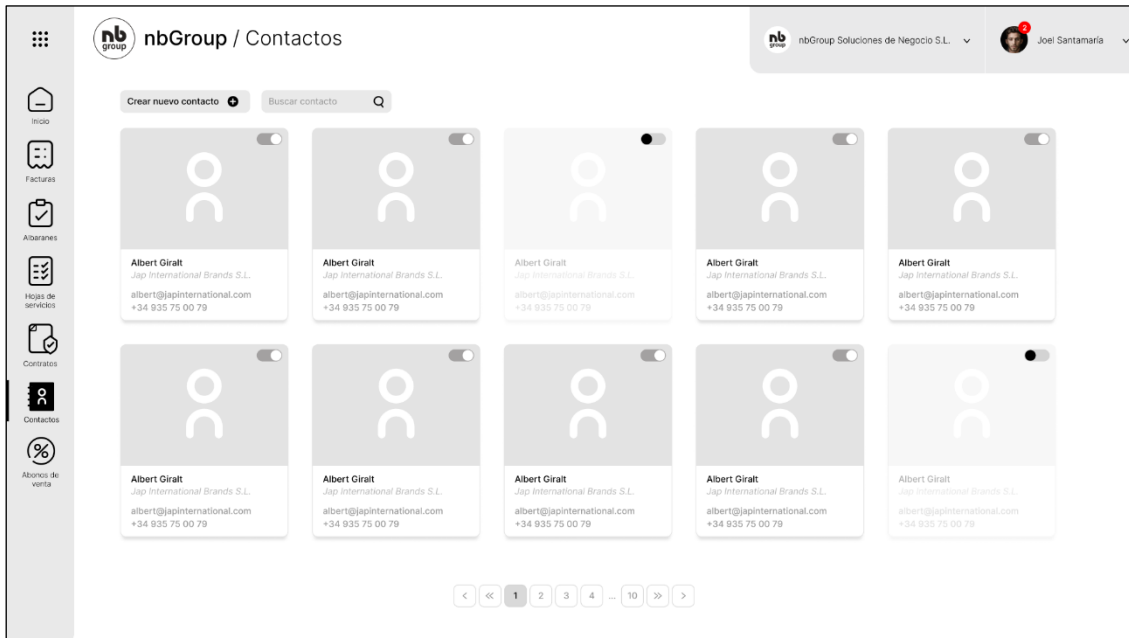 nb
group
nbGroup / Contactos
nb
group
nbGroup Soluciones de Negocio S.L.
2
Joel Santamaría
Inicio
Facturas
Albaranes
Hojas de
servicios
Contratos
Contactos
Abonos de
venta
Crear nuevo contacto
Buscar contacto
Albert Giralt
Jap International Brands S.L.
albert@japinternational.com
+34 935 75 00 79
Albert Giralt
Jap International Brands S.L.
albert@japinternational.com
+34 935 75 00 79
Albert Giralt
Jap International Brands S.L.
albert@japinternational.com
+34 935 75 00 79
Albert Giralt
Jap International Brands S.L.
albert@japinternational.com
+34 935 75 00 79
Albert Giralt
Jap International Brands S.L.
albert@japinternational.com
+34 935 75 00 79
Albert Giralt
Jap International Brands S.L.
albert@japinternational.com
+34 935 75 00 79
Albert Giralt
Jap International Brands S.L.
albert@japinternational.com
+34 935 75 00 79
Albert Giralt
Jap International Brands S.L.
albert@japinternational.com
+34 935 75 00 79
Albert Giralt
Jap International Brands S.L.
albert@japinternational.com
+34 935 75 00 79
Albert Giralt
Jap International Brands S.L.
albert@japinternational.com
+34 935 75 00 79
< « 1 2 3 4 ... 10 » >